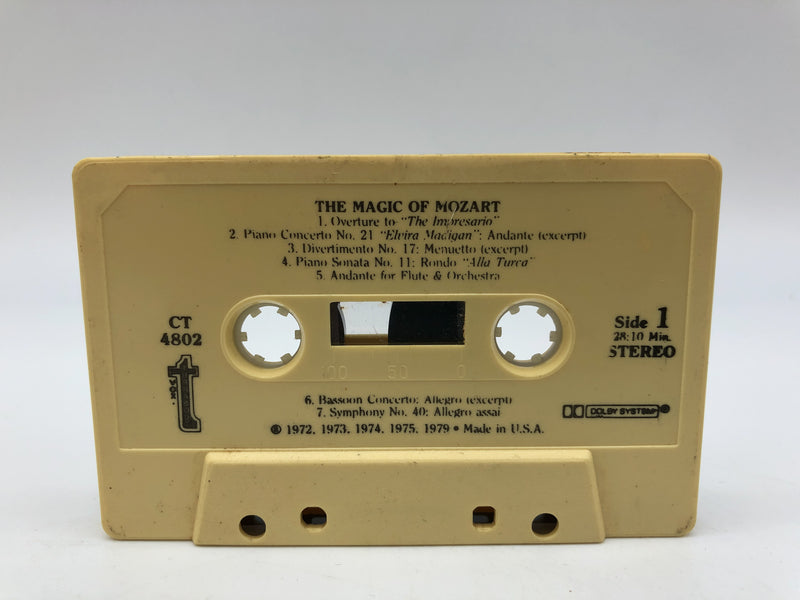 THE MAGIC OF MOZART
1. Overture to "The Impresario"
2. Piano Concerto No. 21 "Elvira Madigan": Andante (excerpt)
3. Divertimento No. 17: Menuetto (excerpt)
4. Piano Sonata No. 11: Rondo "Alla Turca"
5. Andante for Flute & Orchestra
CT
4802
Side 1
28:10 Min.
STEREO
100 50 0
6. Bassoon Concerto: Allegro (excerpt)
7. Symphony No. 40: Allegro assai
℗ 1972, 1973, 1974, 1975, 1979 • Made in U.S.A.
DOLBY SYSTEM®